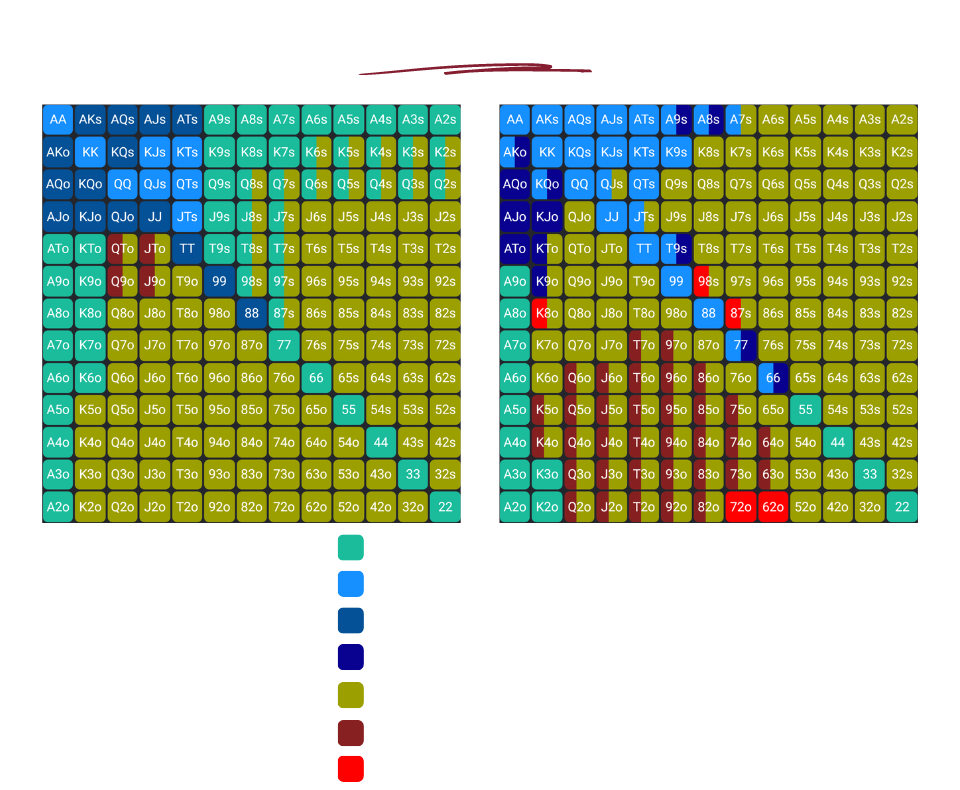 AA AKs AQs AJs ATs A9s A8s A7s A6s A5s A4s A3s A2s
AKo KK KQs KJs KTs K9s K8s K7s K6s K5s K4s K3s K2s
AQo KQo QQ QJs QTs Q9s Q8s Q7s Q6s Q5s Q4s Q3s Q2s
AJo KJo QJo JJ JTs J9s J8s J7s J6s J5s J4s J3s J2s
ATo KTo QTo JTo TT T9s T8s T7s T6s T5s T4s T3s T2s
A9o K9o Q9o J9o T9o 99 98s 97s 96s 95s 94s 93s 92s
A8o K8o Q8o J8o T8o 98o 88 87s 86s 85s 84s 83s 82s
A7o K7o Q7o J7o T7o 97o 87o 77 76s 75s 74s 73s 72s
A6o K6o Q6o J6o T6o 96o 86o 76o 66 65s 64s 63s 62s
A5o K5o Q5o J5o T5o 95o 85o 75o 65o 55 54s 53s 52s
A4o K4o Q4o J4o T4o 94o 84o 74o 64o 54o 44 43s 42s
A3o K3o Q3o J3o T3o 93o 83o 73o 63o 53o 43o 33 32s
A2o K2o Q2o J2o T2o 92o 82o 72o 62o 52o 42o 32o 22
AA AKs AQs AJs ATs A9s A8s A7s A6s A5s A4s A3s A2s
AKo KK KQs KJs KTs K9s K8s K7s K6s K5s K4s K3s K2s
AQo KQo QQ QJs QTs Q9s Q8s Q7s Q6s Q5s Q4s Q3s Q2s
AJo KJo QJo JJ JTs J9s J8s J7s J6s J5s J4s J3s J2s
ATo KTo QTo JTo TT T9s T8s T7s T6s T5s T4s T3s T2s
A9o K9o Q9o J9o T9o 99 98s 97s 96s 95s 94s 93s 92s
A8o K8o Q8o J8o T8o 98o 88 87s 86s 85s 84s 83s 82s
A7o K7o Q7o J7o T7o 97o 87o 77 76s 75s 74s 73s 72s
A6o K6o Q6o J6o T6o 96o 86o 76o 66 65s 64s 63s 62s
A5o K5o Q5o J5o T5o 95o 85o 75o 65o 55 54s 53s 52s
A4o K4o Q4o J4o T4o 94o 84o 74o 64o 54o 44 43s 42s
A3o K3o Q3o J3o T3o 93o 83o 73o 63o 53o 43o 33 32s
A2o K2o Q2o J2o T2o 92o 82o 72o 62o 52o 42o 32o 22